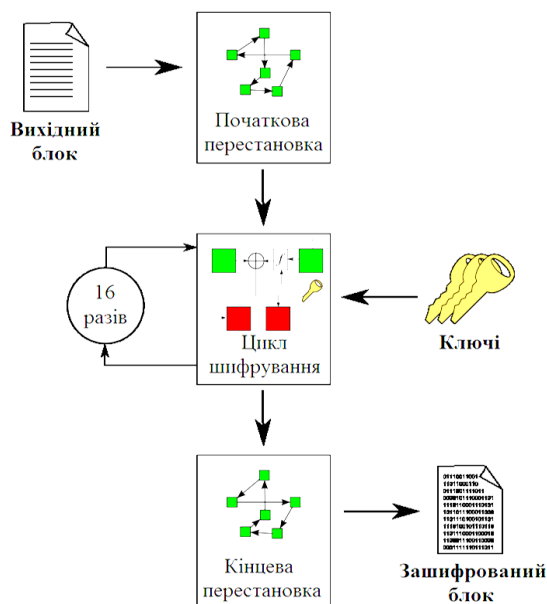 Вихідний
блок
Початкова
перестановка
16
разів
f
Цикл
шифрування
Ключі
Кінцева
перестановка
Зашифрований
блок